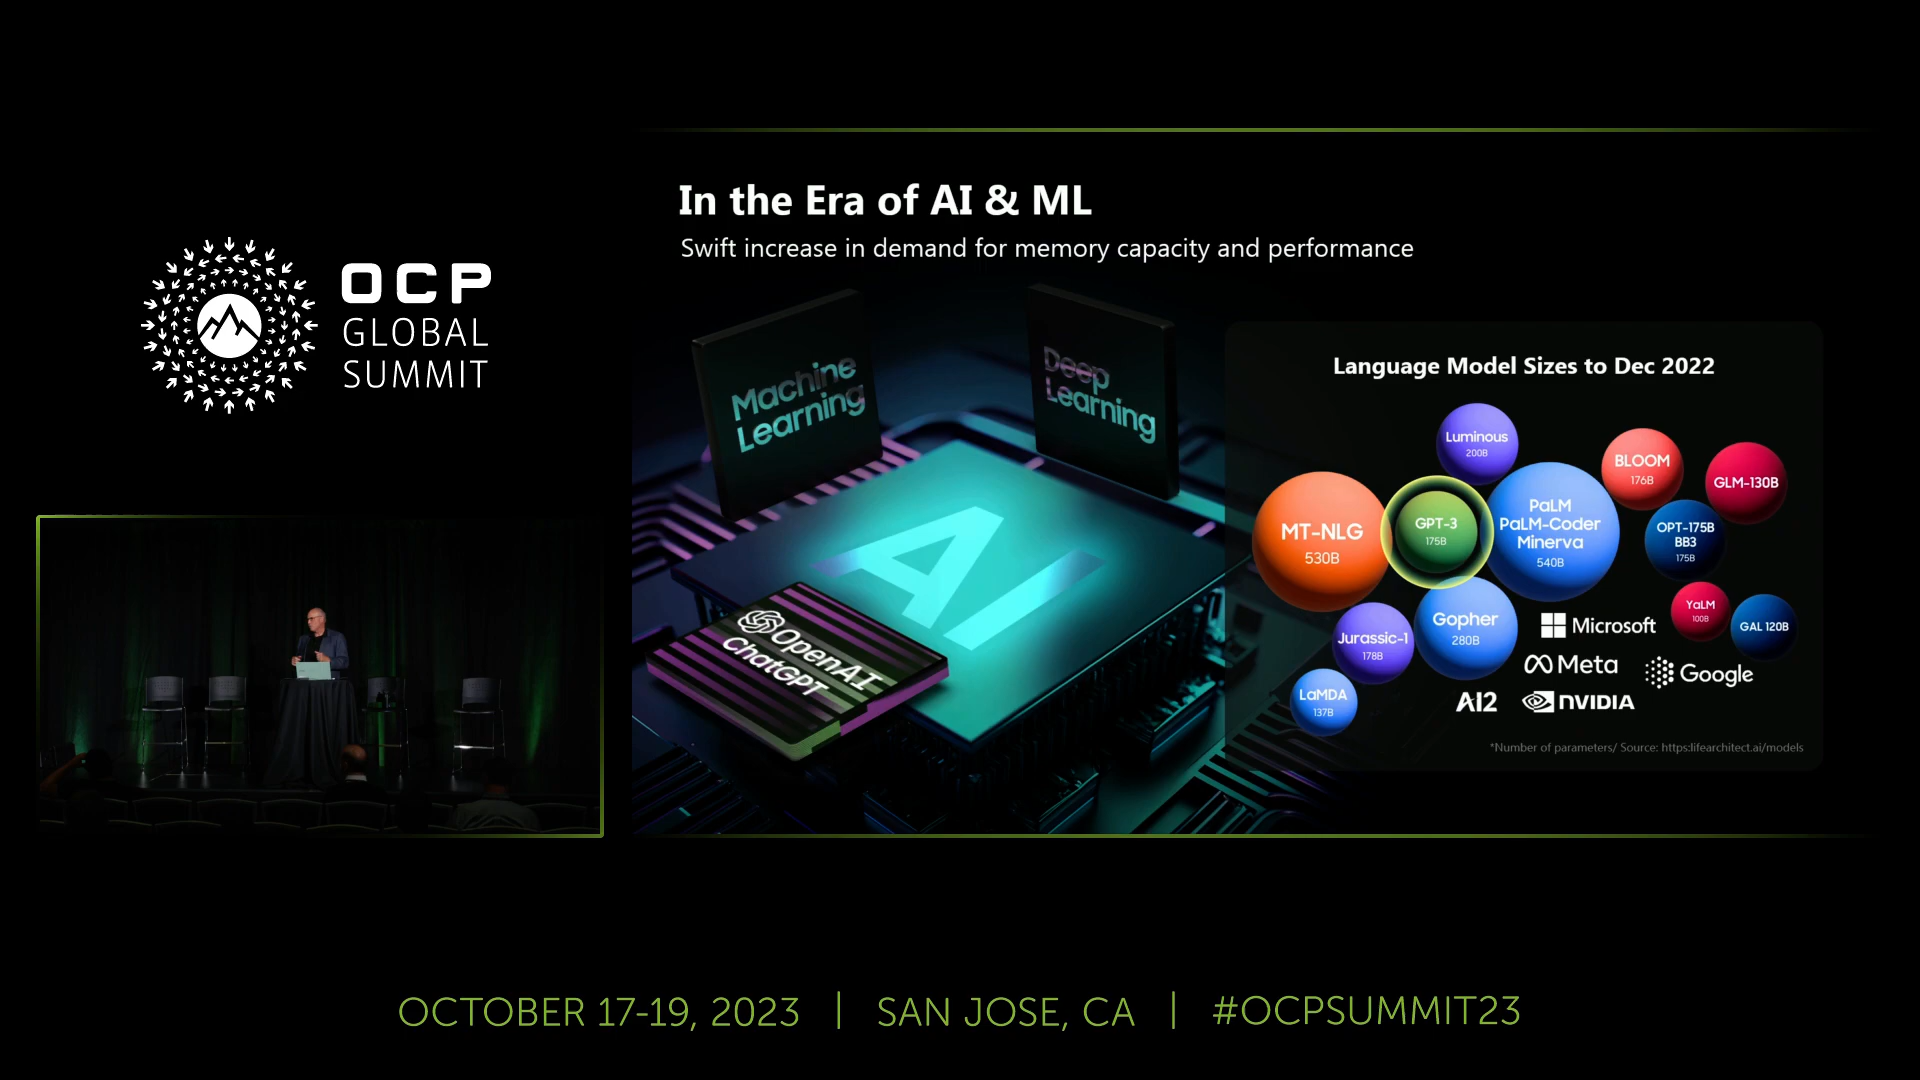 OCP
GLOBAL
SUMMIT
In the Era of AI & ML
Swift increase in demand for memory capacity and performance
Machine
Learning
Deep
Learning
AI
OpenAI
ChatGPT
Language Model Sizes to Dec 2022
Luminous
200B
BLOOM
176B
GLM-130B
MT-NLG
530B
GPT-3
175B
PaLM
PaLM-Coder
Minerva
540B
OPT-175B
BB3
175B
Jurassic-1
178B
Gopher
280B
YaLM
100B
GAL 120B
LaMDA
137B
Microsoft
Meta
Google
AI2
NVIDIA
*Number of parameters/ Source: https:lifearchitect.ai/models
OCTOBER 17-19, 2023 | SAN JOSE, CA | #OCPSUMMIT23